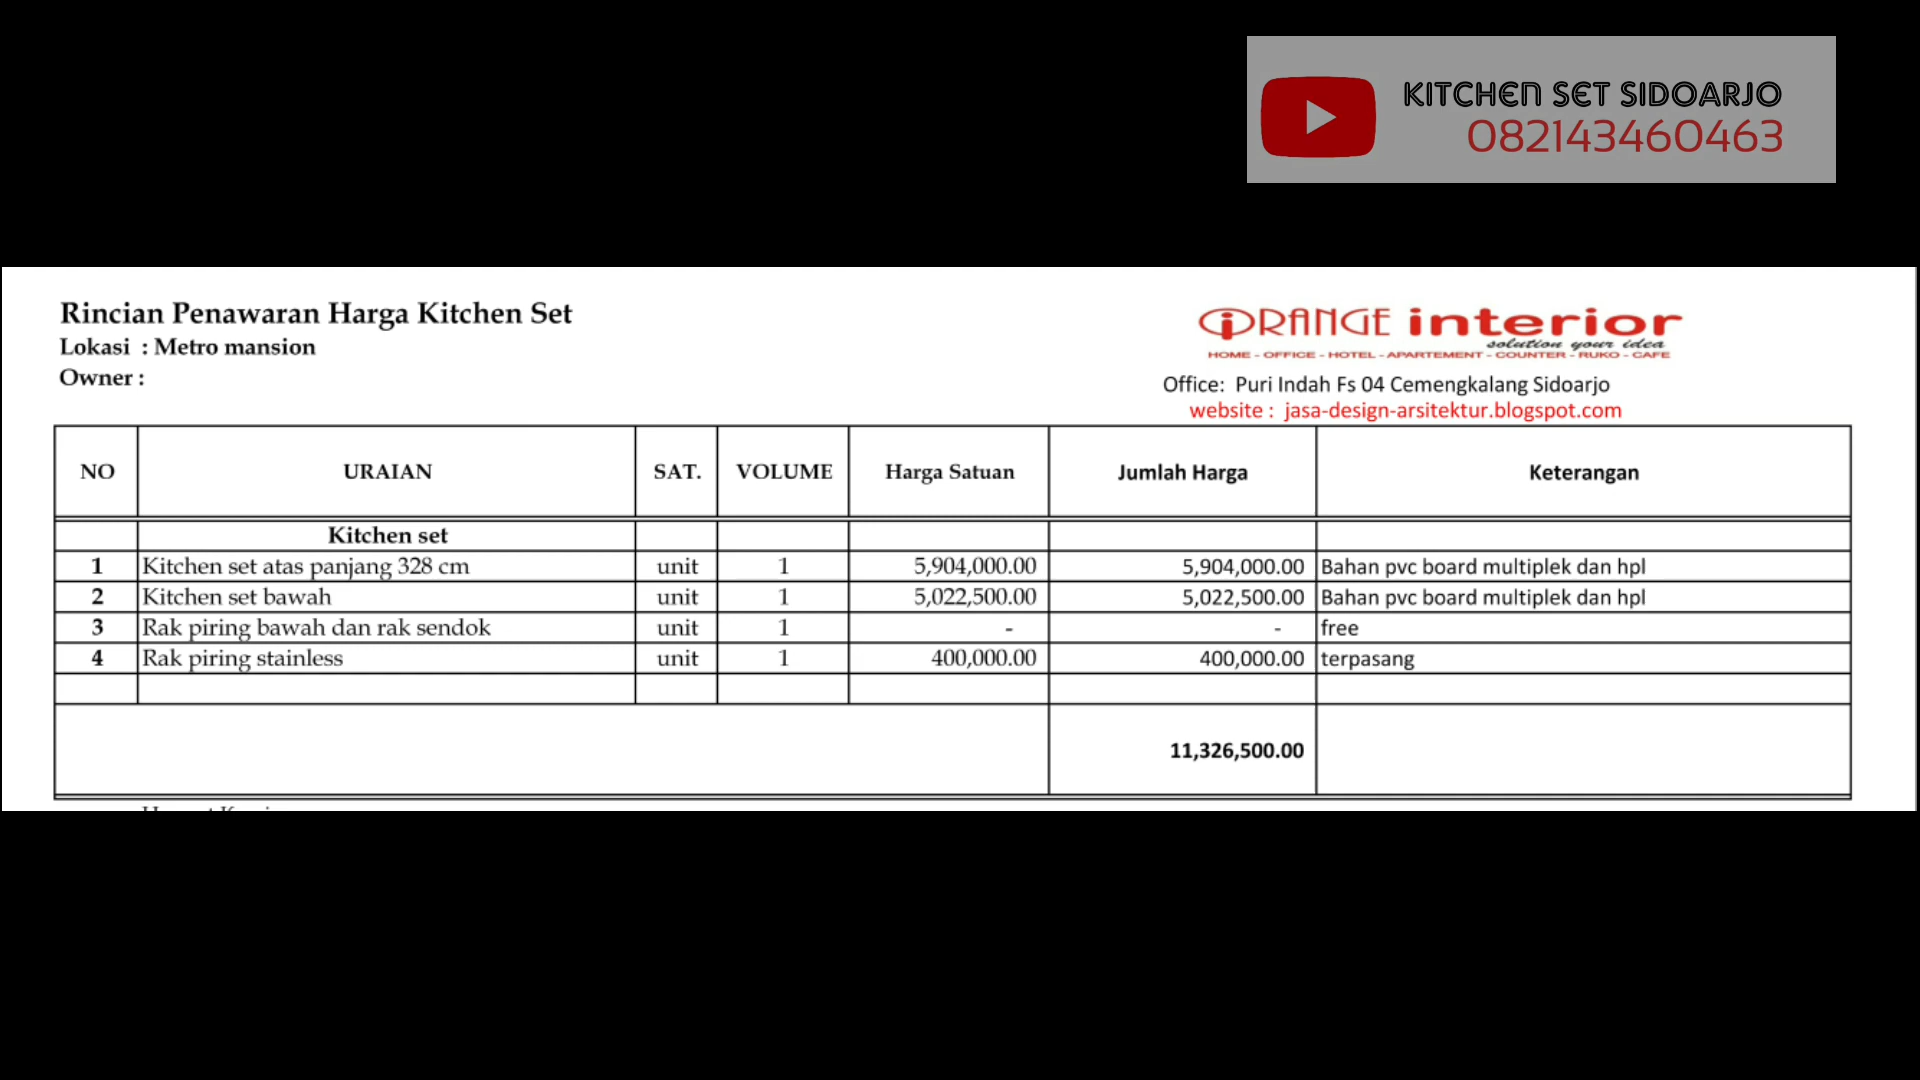 KITCHEN SET SIDOARJO
082143460463
Rincian Penawaran Harga Kitchen Set
Lokasi : Metro mansion
Owner :
ORANGE interior
solution your idea
HOME - OFFICE - HOTEL - APARTEMENT - COUNTER - RUKO - CAFE
Office: Puri Indah Fs 04 Cemengkalang Sidoarjo
website : jasa-design-arsitektur.blogspot.com
NO URAIAN SAT. VOLUME Harga Satuan Jumlah Harga Keterangan
Kitchen set
1 Kitchen set atas panjang 328 cm unit 1 5,904,000.00 5,904,000.00 Bahan pvc board multiplek dan hpl
2 Kitchen set bawah unit 1 5,022,500.00 5,022,500.00 Bahan pvc board multiplek dan hpl
3 Rak piring bawah dan rak sendok unit 1 - - free
4 Rak piring stainless unit 1 400,000.00 400,000.00 terpasang
11,326,500.00